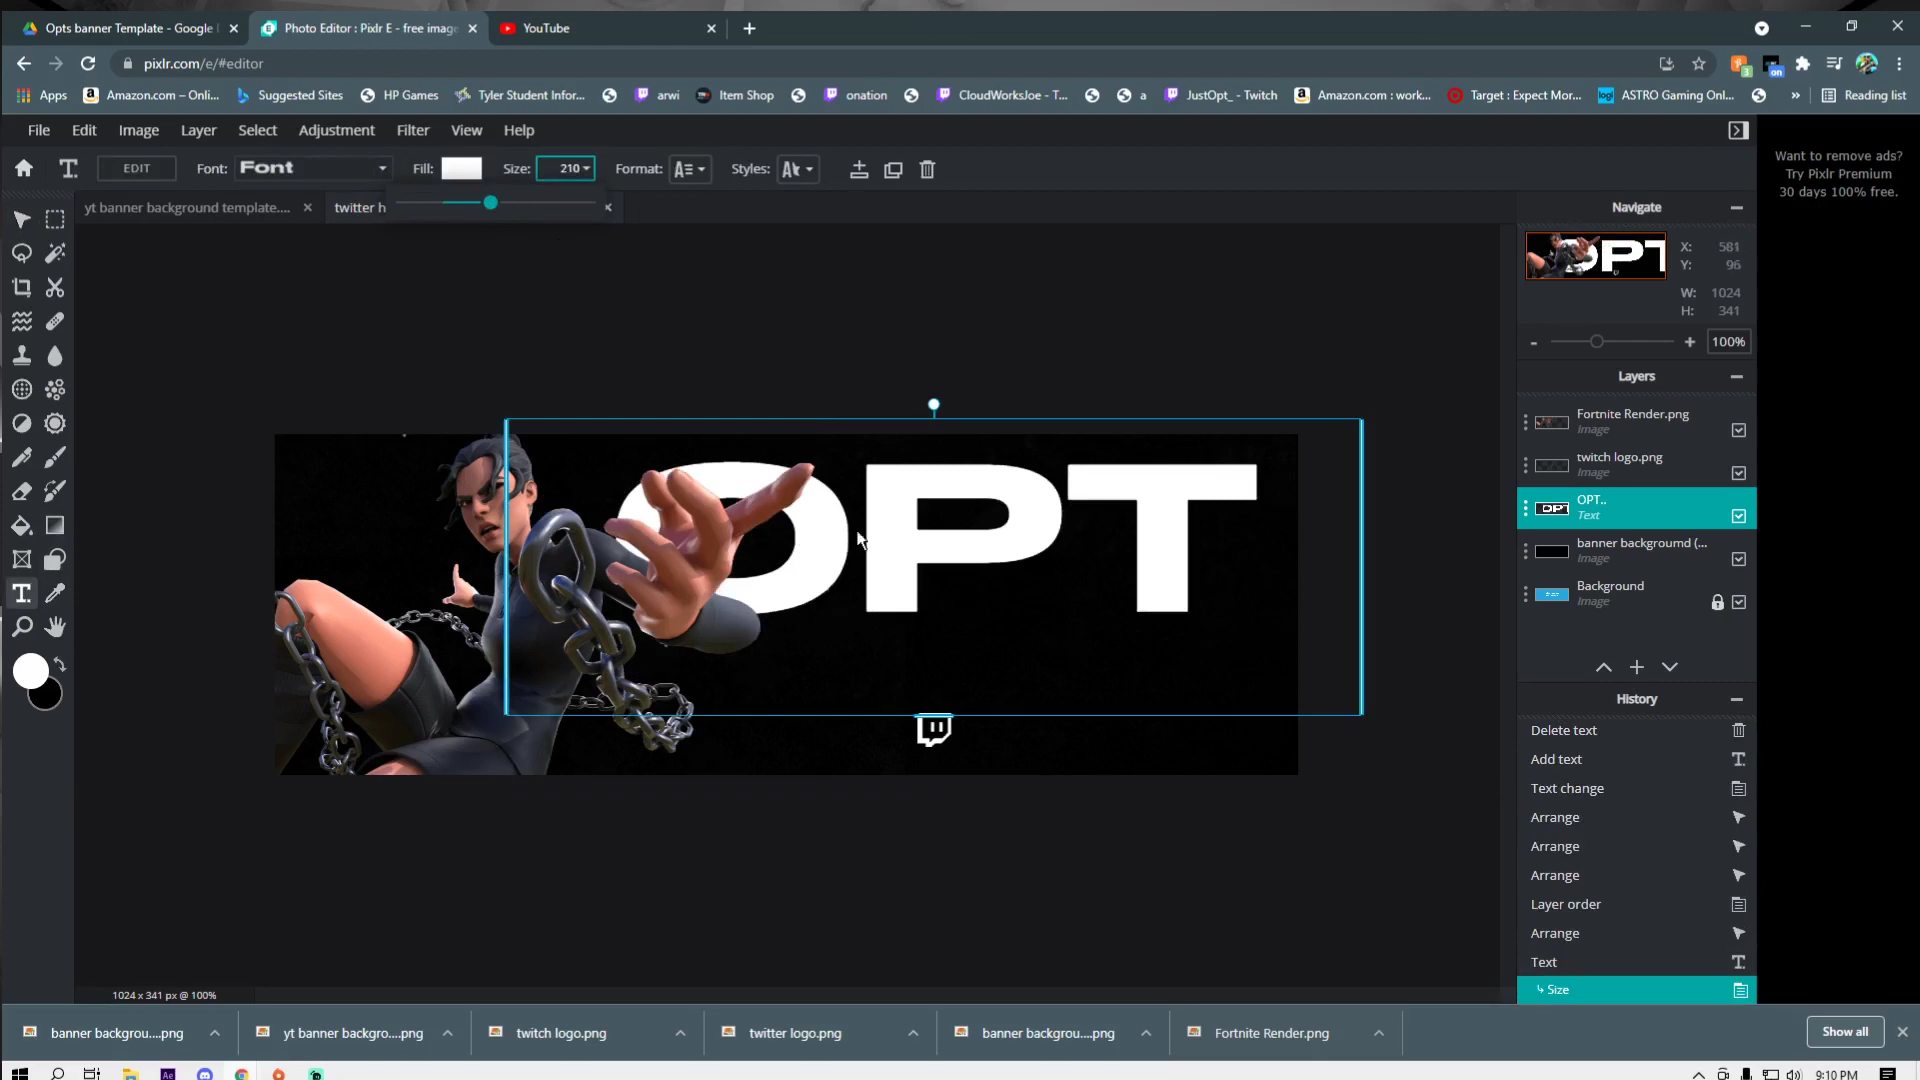 Opts banner Template - Google
Photo Editor : Pixlr E - free image
YouTube
pixlr.com/e/#editor
3
on
Apps
Amazon.com – Onli...
Suggested Sites
HP Games
Tyler Student Infor...
arwi
Item Shop
onation
CloudWorksJoe - T...
a
JustOpt_ - Twitch
Amazon.com : work...
Target : Expect Mor...
logi
ASTRO Gaming Onl...
»
Reading list
File
Edit
Image
Layer
Select
Adjustment
Filter
View
Help
Want to remove ads?
Try Pixlr Premium
30 days 100% free.
EDIT
Font:
Font
Fill:
Size:
210
Format:
Styles:
yt banner background template....
twitter h
Navigate
OPT
X: 581
Y: 96
W: 1024
H: 341
100%
Layers
Fortnite Render.png
Image
twitch logo.png
Image
OPT..
Text
banner backgroumd (...
Image
Background
Image
OPT
History
Delete text
Add text
Text change
Arrange
Arrange
Arrange
Layer order
Arrange
Text
Size
1024 x 341 px @ 100%
banner backgrou....png
yt banner backgro....png
twitch logo.png
twitter logo.png
banner backgrou....png
Fortnite Render.png
Show all
Ae
9:10 PM